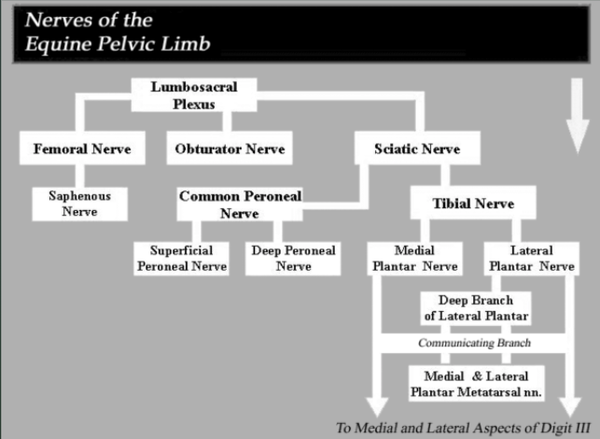 Nerves of the
Equine Pelvic Limb
Lumbosacral
Plexus
Femoral Nerve
Obturator Nerve
Sciatic Nerve
Saphenous
Nerve
Common Peroneal
Nerve
Tibial Nerve
Superficial
Peroneal Nerve
Deep Peroneal
Nerve
Medial
Plantar Nerve
Lateral
Plantar Nerve
Deep Branch
of Lateral Plantar
Communicating Branch
Medial & Lateral
Plantar Metatarsal nn.
To Medial and Lateral Aspects of Digit III